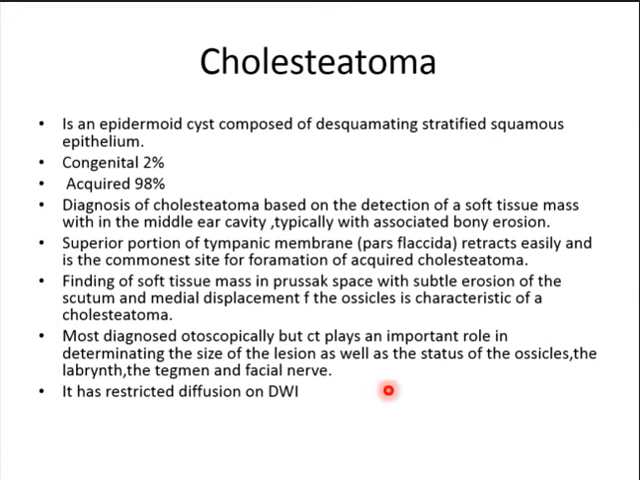 Cholesteatoma
• Is an epidermoid cyst composed of desquamating stratified squamous
epithelium.
• Congenital 2%
• Acquired 98%
• Diagnosis of cholesteatoma based on the detection of a soft tissue mass
with in the middle ear cavity ,typically with associated bony erosion.
• Superior portion of tympanic membrane (pars flaccida) retracts easily and
is the commonest site for foramation of acquired cholesteatoma.
• Finding of soft tissue mass in prussak space with subtle erosion of the
scutum and medial displacement f the ossicles is characteristic of a
cholesteatoma.
• Most diagnosed otoscopically but ct plays an important role in
determinating the size of the lesion as well as the status of the ossicles,the
labrynth,the tegmen and facial nerve.
• It has restricted diffusion on DWI